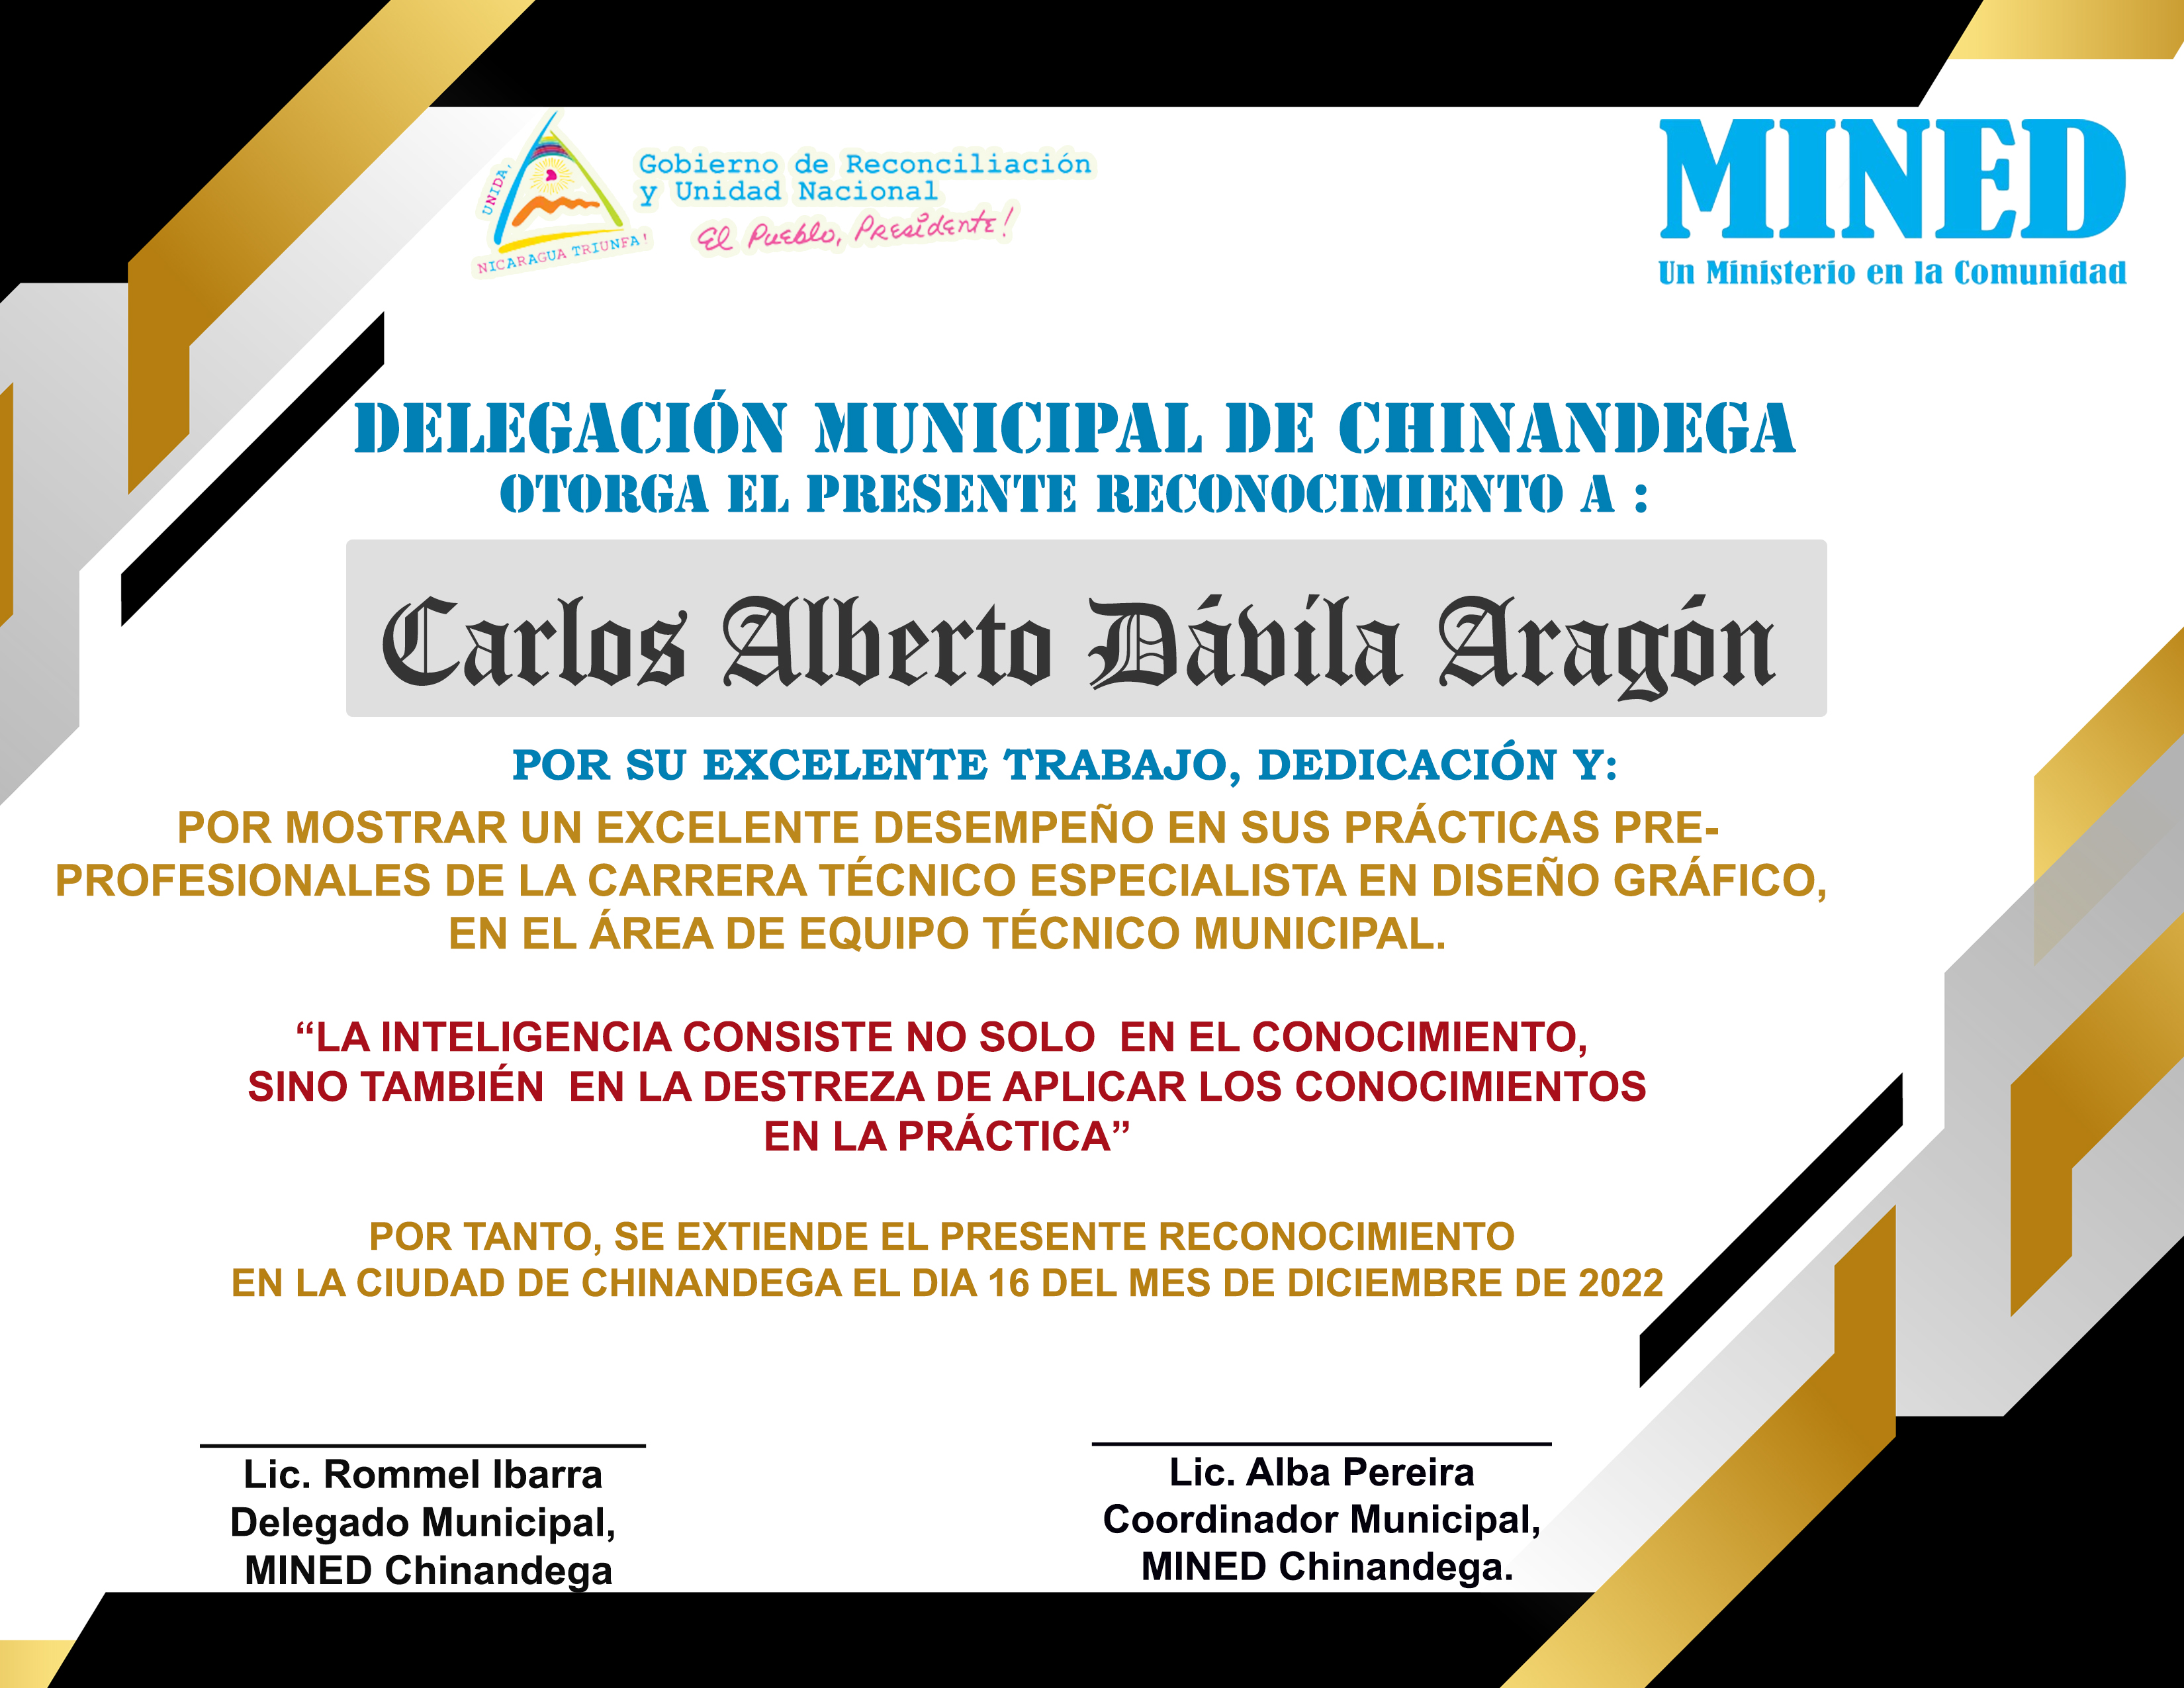 UNIDA!
NICARAGUA TRIUNFA!
Gobierno de Reconciliación
y Unidad Nacional
El Pueblo, Presidente!
MINED
Un Ministerio en la Comunidad
DELEGACIÓN MUNICIPAL DE CHINANDEGA
OTORGA EL PRESENTE RECONOCIMIENTO A :
Carlos Alberto Dávíla Aragón
POR SU EXCELENTE TRABAJO, DEDICACIÓN Y:
POR MOSTRAR UN EXCELENTE DESEMPEÑO EN SUS PRÁCTICAS PRE-
PROFESIONALES DE LA CARRERA TÉCNICO ESPECIALISTA EN DISEÑO GRÁFICO,
EN EL ÁREA DE EQUIPO TÉCNICO MUNICIPAL.
“LA INTELIGENCIA CONSISTE NO SOLO  EN EL CONOCIMIENTO,
SINO TAMBIÉN  EN LA DESTREZA DE APLICAR LOS CONOCIMIENTOS
EN LA PRÁCTICA”
POR TANTO, SE EXTIENDE EL PRESENTE RECONOCIMIENTO
EN LA CIUDAD DE CHINANDEGA EL DIA 16 DEL MES DE DICIEMBRE DE 2022
Lic. Rommel Ibarra
Delegado Municipal,
MINED Chinandega
Lic. Alba Pereira
Coordinador Municipal,
MINED Chinandega.